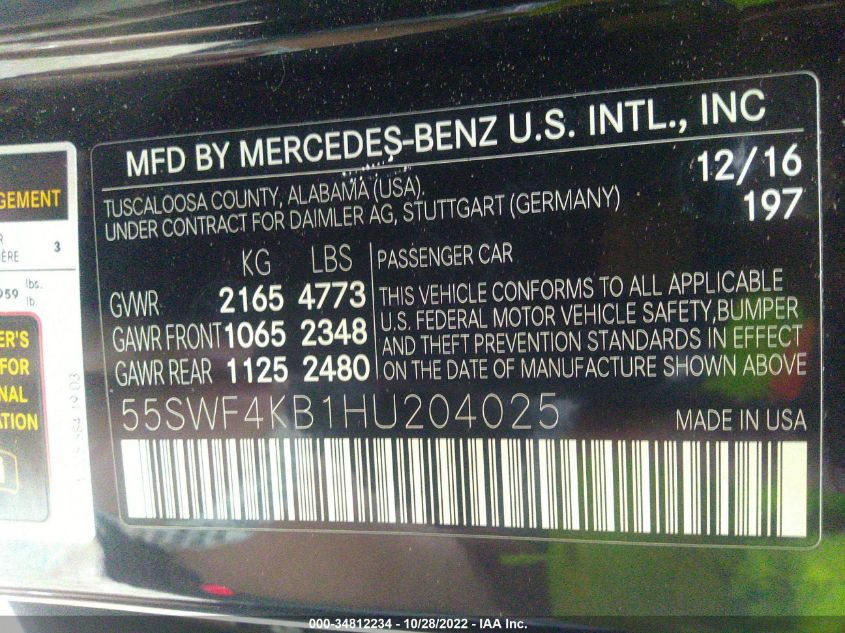 MFD BY MERCEDES-BENZ U.S. INTL., INC
TUSCALOOSA COUNTY, ALABAMA (USA). 12/16
UNDER CONTRACT FOR DAIMLER AG, STUTTGART (GERMANY) 197
KG LBS
GVWR 2165 4773
GAWR FRONT 1065 2348
GAWR REAR 1125 2480
PASSENGER CAR
THIS VEHICLE CONFORMS TO ALL APPLICABLE
U.S. FEDERAL MOTOR VEHICLE SAFETY,BUMPER
AND THEFT PREVENTION STANDARDS IN EFFECT
ON THE DATE OF MANUFACTURE SHOWN ABOVE
55SWF4KB1HU204025 MADE IN USA
GEMENT
R
ÈRE 3
959 lbs.
lb.
ER'S
FOR
NAL
ATION
000-34812234 - 10/28/2022 - IAA Inc.